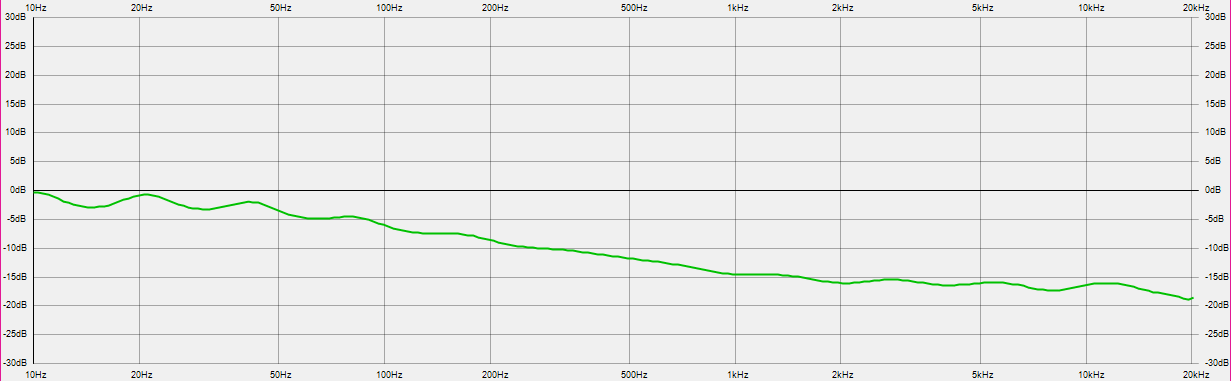 10Hz 20Hz 50Hz 100Hz 200Hz 500Hz 1kHz 2kHz 5kHz 10kHz 20kHz
30dB 30dB
25dB 25dB
20dB 20dB
15dB 15dB
10dB 10dB
5dB 5dB
0dB 0dB
-5dB -5dB
-10dB -10dB
-15dB -15dB
-20dB -20dB
-25dB -25dB
-30dB -30dB
10Hz 20Hz 50Hz 100Hz 200Hz 500Hz 1kHz 2kHz 5kHz 10kHz 20kHz